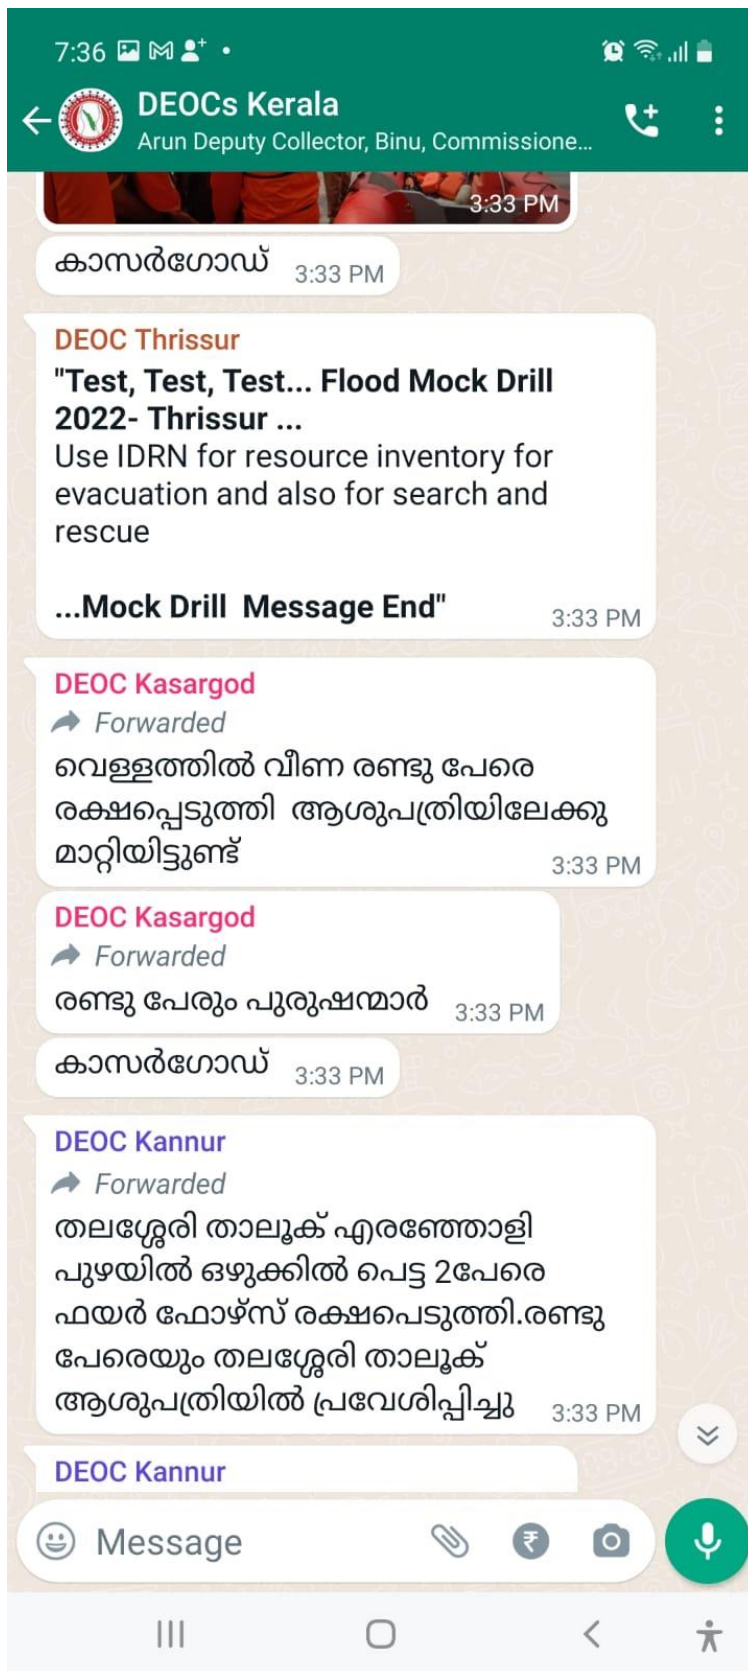 7:36
DEOCs Kerala
Arun Deputy Collector, Binu, Commissione...
3:33 PM
കാസർഗോഡ് 3:33 PM
DEOC Thrissur
"Test, Test, Test... Flood Mock Drill
2022- Thrissur ...
Use IDRN for resource inventory for
evacuation and also for search and
rescue
...Mock Drill Message End" 3:33 PM
DEOC Kasargod
Forwarded
വെള്ളത്തിൽ വീണ രണ്ടു പേരെ
രക്ഷപ്പെടുത്തി ആശുപത്രിയിലേക്കു
മാറ്റിയിട്ടുണ്ട് 3:33 PM
DEOC Kasargod
Forwarded
രണ്ടു പേരും പുരുഷന്മാർ 3:33 PM
കാസർഗോഡ് 3:33 PM
DEOC Kannur
Forwarded
തലശ്ശേരി താലൂക് എരഞ്ഞോളി
പുഴയിൽ ഒഴുക്കിൽ പെട്ട 2പേരെ
ഫയർ ഫോഴ്സ് രക്ഷപെടുത്തി.രണ്ടു
പേരെയും തലശ്ശേരി താലൂക്
ആശുപത്രിയിൽ പ്രവേശിപ്പിച്ചു 3:33 PM
DEOC Kannur
Message